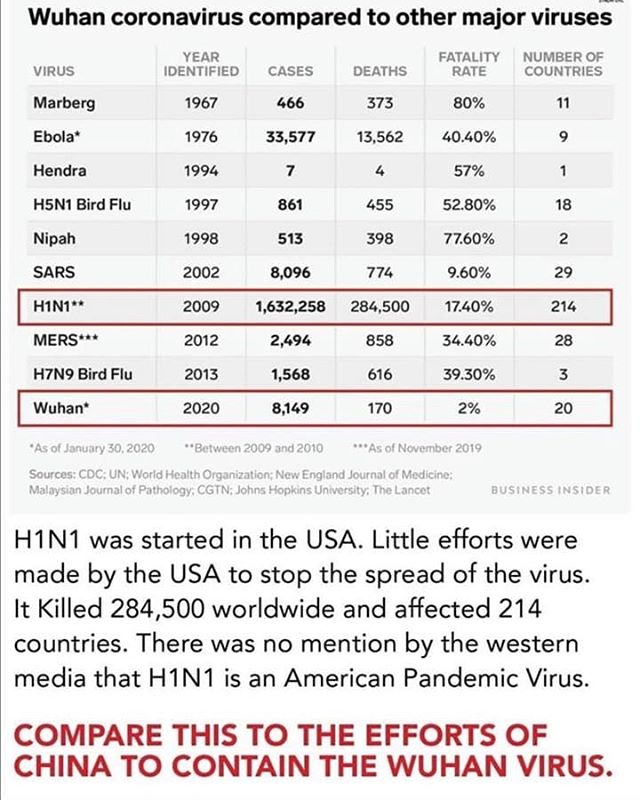 Wuhan coronavirus compared to other major viruses
VIRUS YEAR IDENTIFIED CASES DEATHS FATALITY RATE NUMBER OF COUNTRIES
Marberg 1967 466 373 80% 11
Ebola* 1976 33,577 13,562 40.40% 9
Hendra 1994 7 4 57% 1
H5N1 Bird Flu 1997 861 455 52.80% 18
Nipah 1998 513 398 77.60% 2
SARS 2002 8,096 774 9.60% 29
H1N1** 2009 1,632,258 284,500 17.40% 214
MERS*** 2012 2,494 858 34.40% 28
H7N9 Bird Flu 2013 1,568 616 39.30% 3
Wuhan* 2020 8,149 170 2% 20
*As of January 30, 2020 **Between 2009 and 2010 ***As of November 2019
Sources: CDC; UN; World Health Organization; New England Journal of Medicine;
Malaysian Journal of Pathology; CGTN; Johns Hopkins University; The Lancet
BUSINESS INSIDER
H1N1 was started in the USA. Little efforts were
made by the USA to stop the spread of the virus.
It Killed 284,500 worldwide and affected 214
countries. There was no mention by the western
media that H1N1 is an American Pandemic Virus.
COMPARE THIS TO THE EFFORTS OF
CHINA TO CONTAIN THE WUHAN VIRUS.